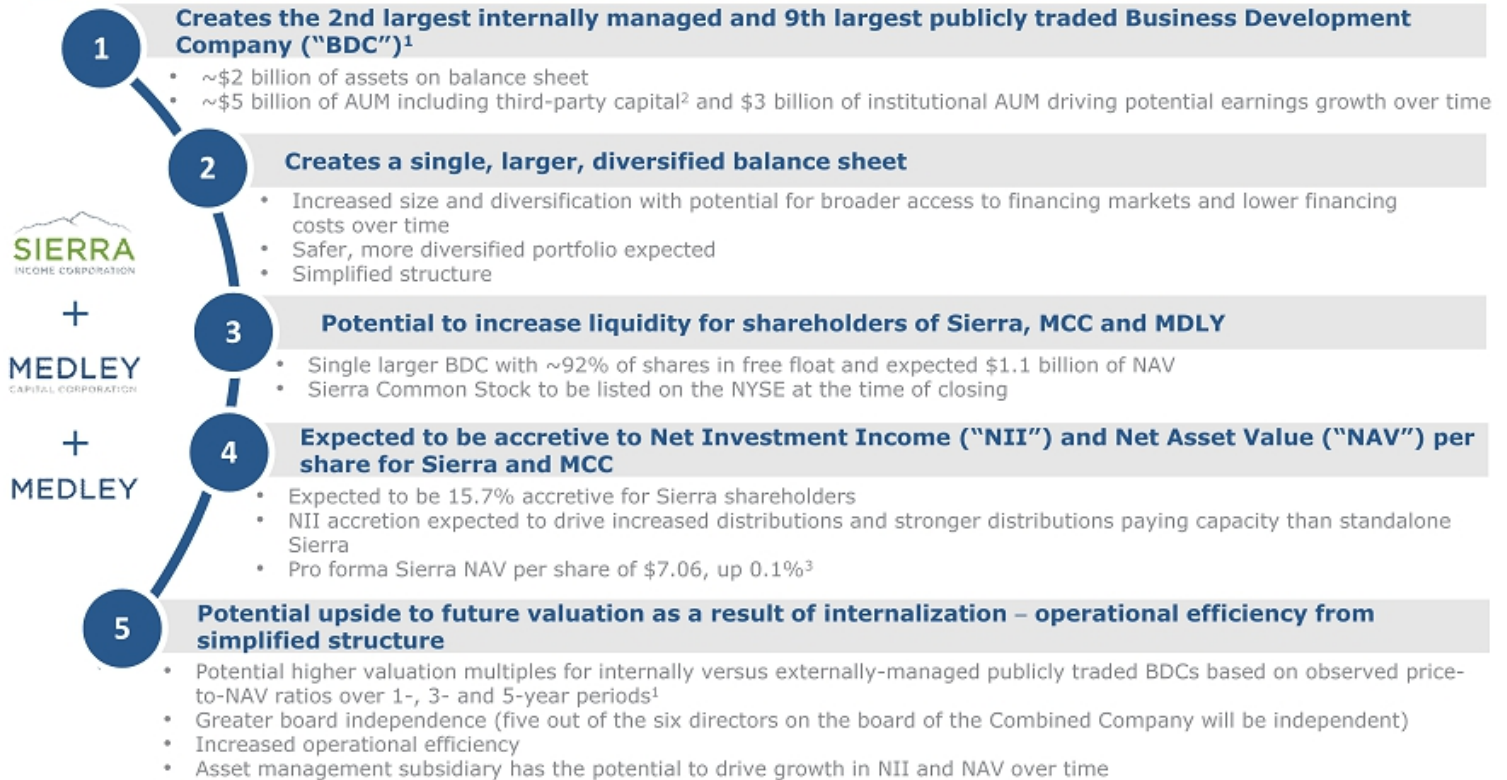 1
Creates the 2nd largest internally managed and 9th largest publicly traded Business Development
Company (“BDC”)¹
• ~$2 billion of assets on balance sheet
• ~$5 billion of AUM including third-party capital² and $3 billion of institutional AUM driving potential earnings growth over time
2
Creates a single, larger, diversified balance sheet
• Increased size and diversification with potential for broader access to financing markets and lower financing
costs over time
• Safer, more diversified portfolio expected
• Simplified structure
SIERRA
INCOME CORPORATION
+
MEDLEY
CAPITAL CORPORATION
+
MEDLEY
3
Potential to increase liquidity for shareholders of Sierra, MCC and MDLY
• Single larger BDC with ~92% of shares in free float and expected $1.1 billion of NAV
• Sierra Common Stock to be listed on the NYSE at the time of closing
4
Expected to be accretive to Net Investment Income (“NII”) and Net Asset Value (“NAV”) per
share for Sierra and MCC
• Expected to be 15.7% accretive for Sierra shareholders
• NII accretion expected to drive increased distributions and stronger distributions paying capacity than standalone
Sierra
• Pro forma Sierra NAV per share of $7.06, up 0.1%³
5
Potential upside to future valuation as a result of internalization – operational efficiency from
simplified structure
• Potential higher valuation multiples for internally versus externally-managed publicly traded BDCs based on observed price-
to-NAV ratios over 1-, 3- and 5-year periods¹
• Greater board independence (five out of the six directors on the board of the Combined Company will be independent)
• Increased operational efficiency
• Asset management subsidiary has the potential to drive growth in NII and NAV over time